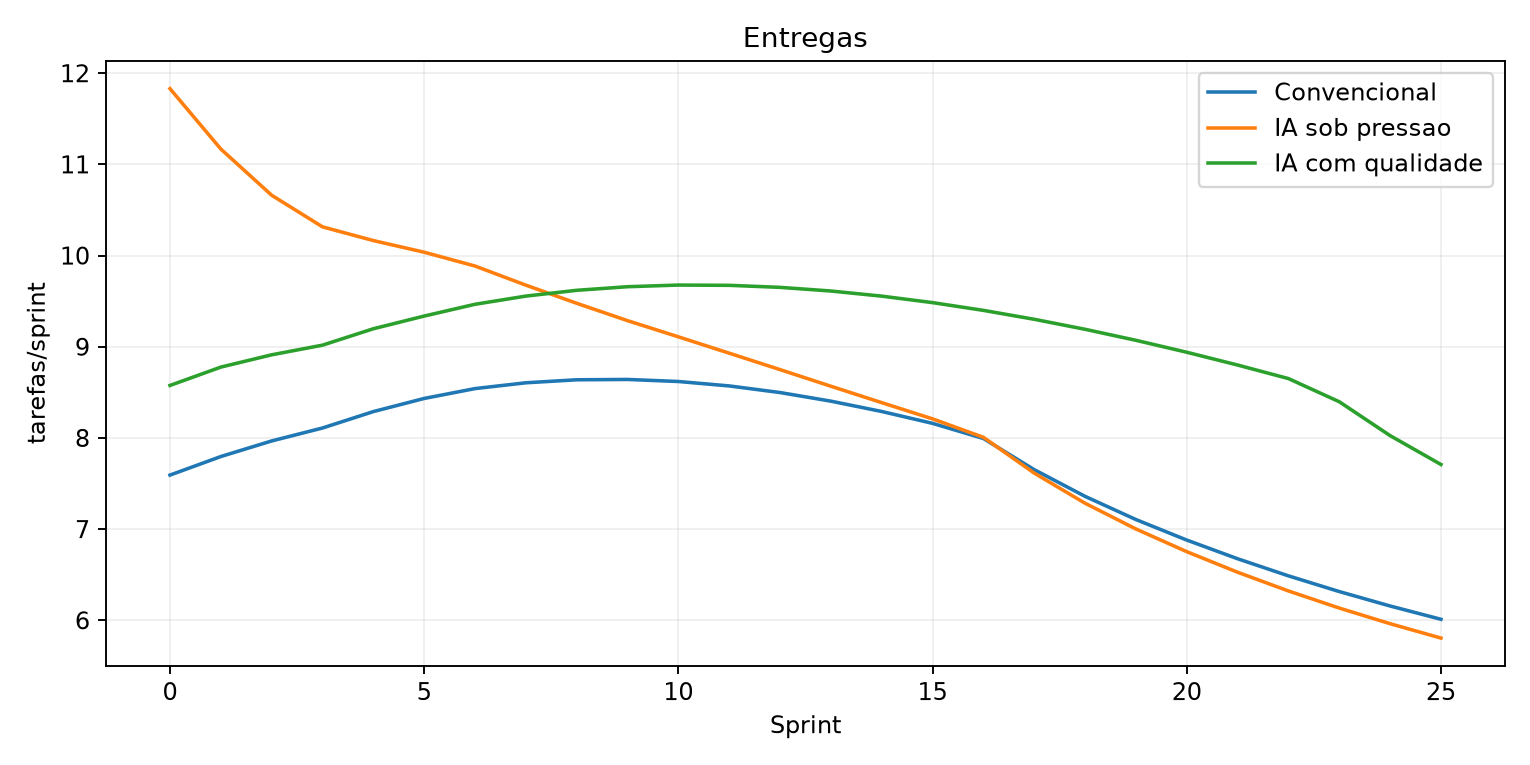 Entregas
12
11
10
9
8
7
6
tarefas/sprint
Convencional
IA sob pressao
IA com qualidade
0 5 10 15 20 25
Sprint